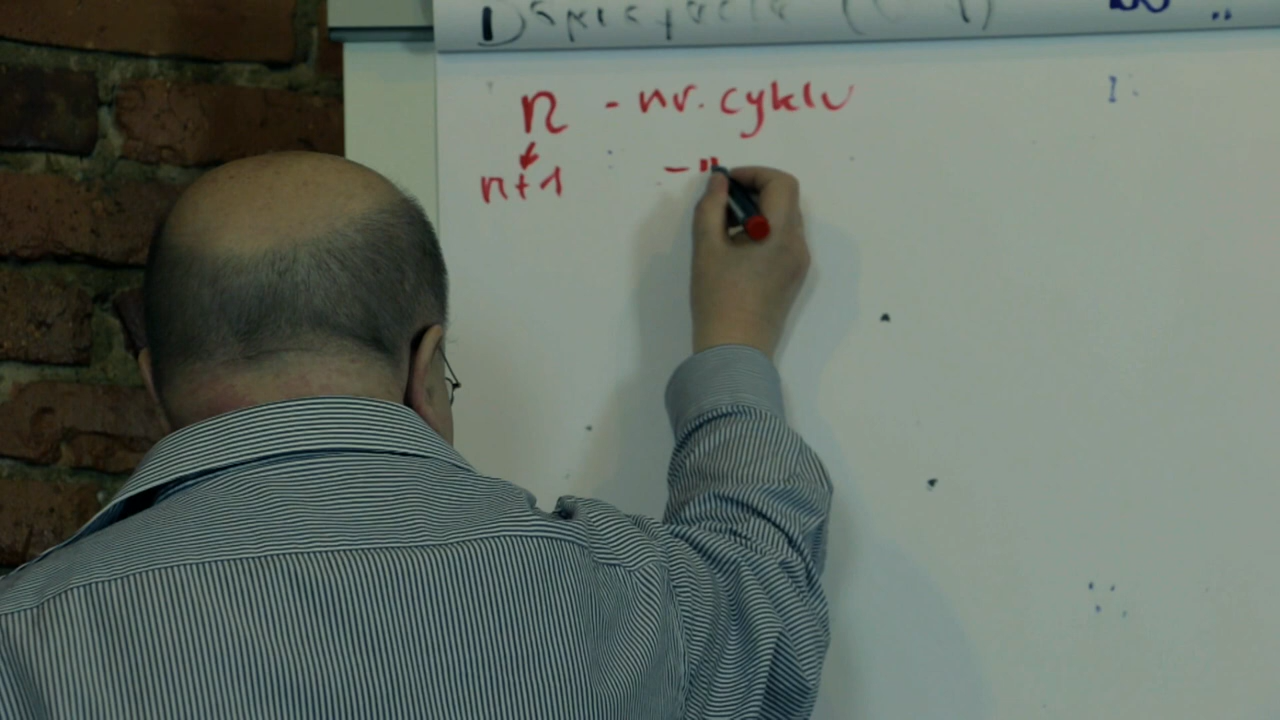 n - nr. cyklu
↓
n+1 - "